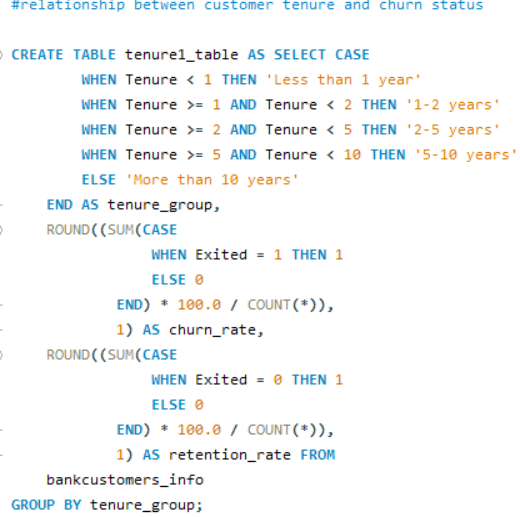 #relationship between customer tenure and churn status
CREATE TABLE tenure1_table AS SELECT CASE
WHEN Tenure < 1 THEN 'Less than 1 year'
WHEN Tenure >= 1 AND Tenure < 2 THEN '1-2 years'
WHEN Tenure >= 2 AND Tenure < 5 THEN '2-5 years'
WHEN Tenure >= 5 AND Tenure < 10 THEN '5-10 years'
ELSE 'More than 10 years'
END AS tenure_group,
ROUND((SUM(CASE
WHEN Exited = 1 THEN 1
ELSE 0
END) * 100.0 / COUNT(*)),
1) AS churn_rate,
ROUND((SUM(CASE
WHEN Exited = 0 THEN 1
ELSE 0
END) * 100.0 / COUNT(*)),
1) AS retention_rate FROM
bankcustomers_info
GROUP BY tenure_group;